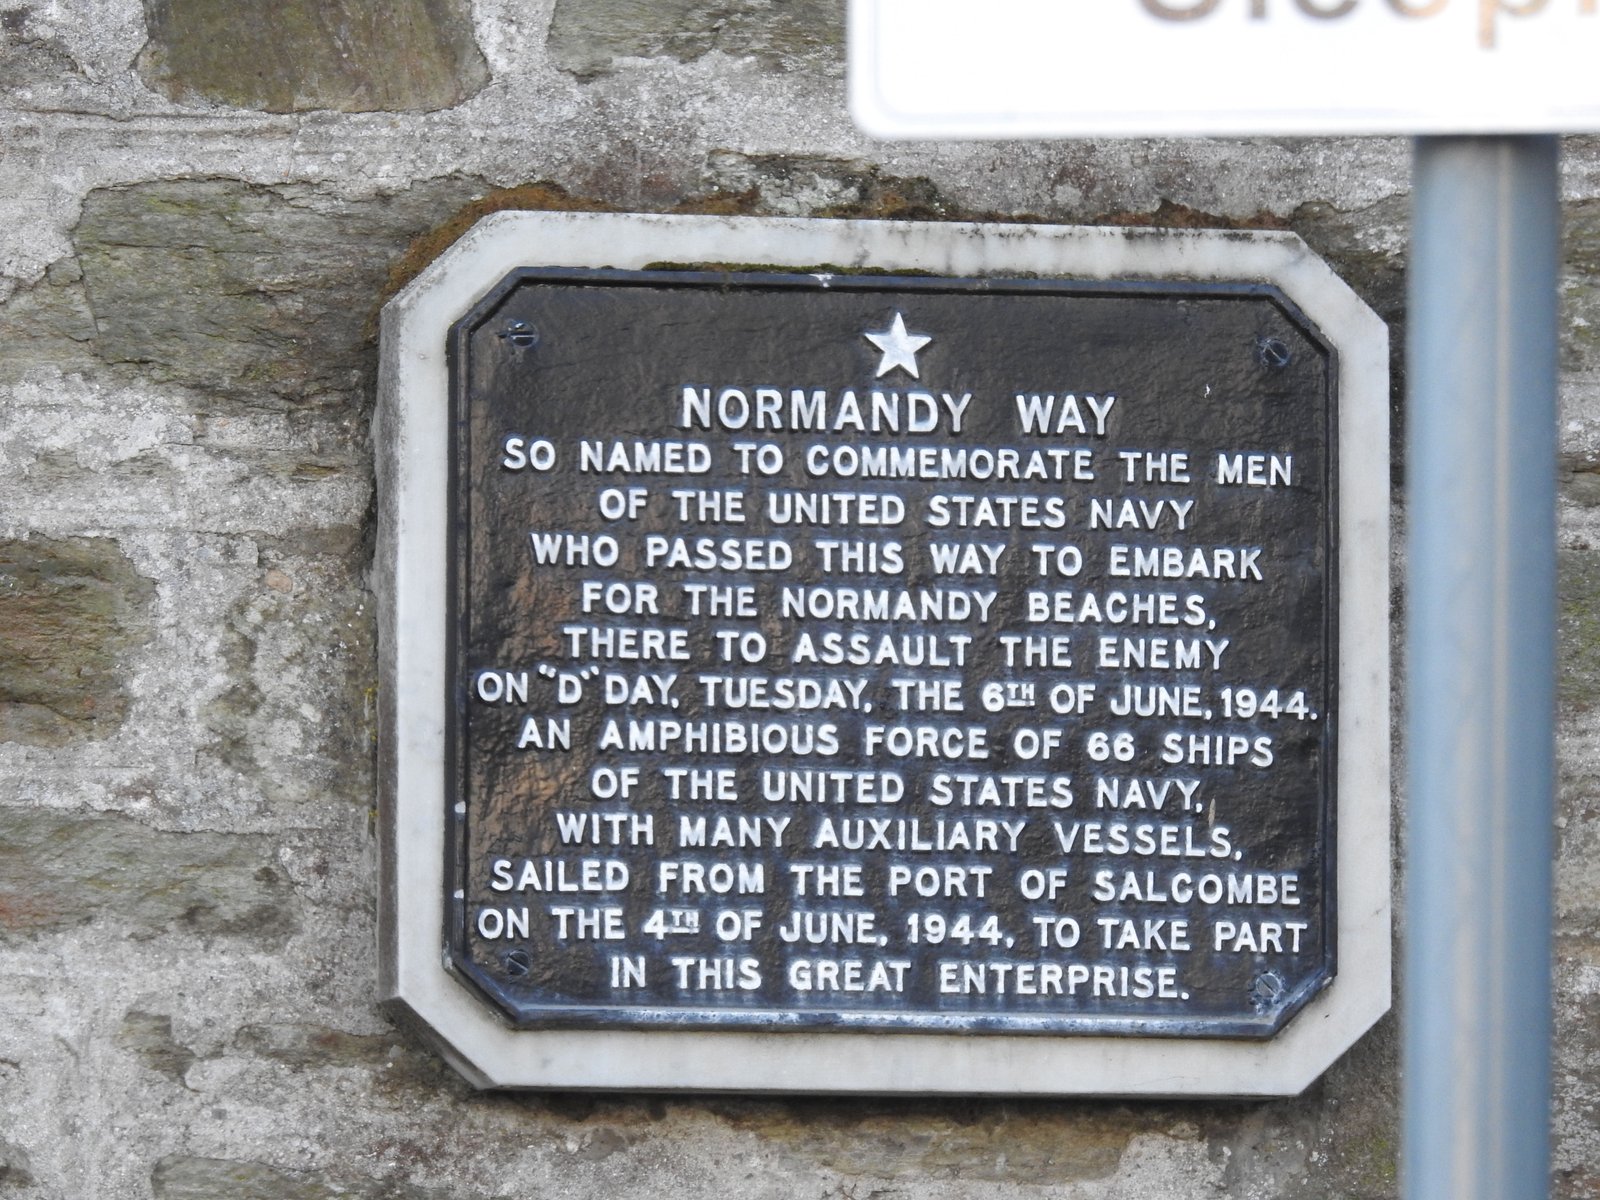 NORMANDY WAY
SO NAMED TO COMMEMORATE THE MEN
OF THE UNITED STATES NAVY
WHO PASSED THIS WAY TO EMBARK
FOR THE NORMANDY BEACHES,
THERE TO ASSAULT THE ENEMY
ON "D" DAY, TUESDAY, THE 6TH OF JUNE, 1944.
AN AMPHIBIOUS FORCE OF 66 SHIPS
OF THE UNITED STATES NAVY,
WITH MANY AUXILIARY VESSELS,
SAILED FROM THE PORT OF SALCOMBE
ON THE 4TH OF JUNE, 1944, TO TAKE PART
IN THIS GREAT ENTERPRISE.